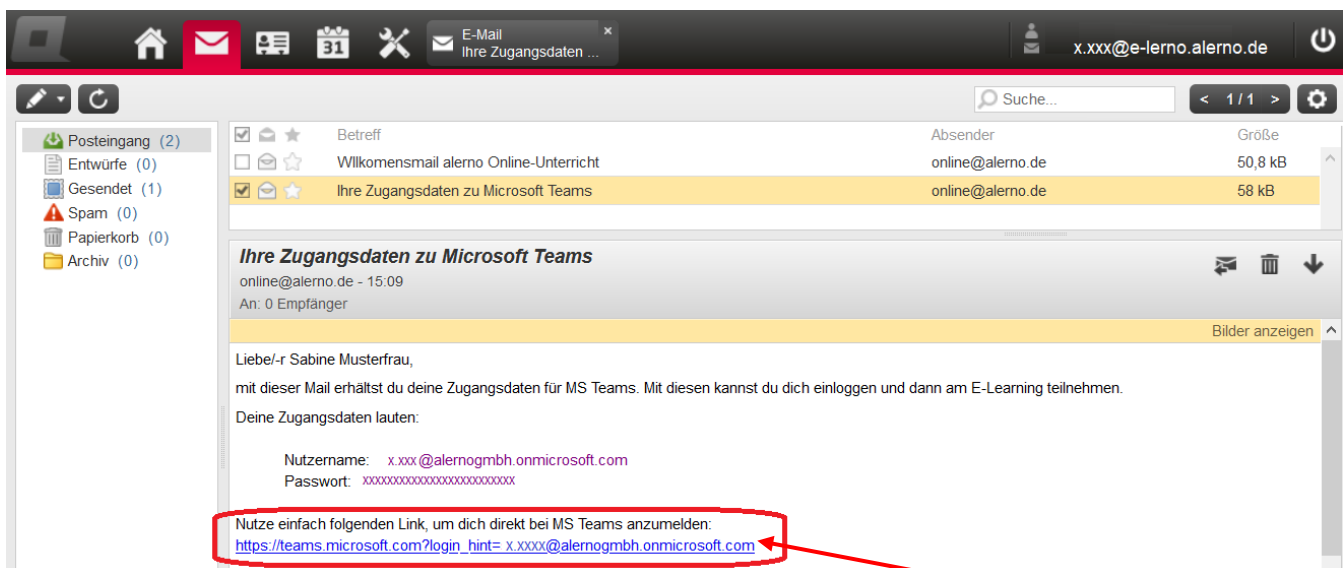 E-Mail
Ihre Zugangsdaten ...
31
x.xxx@e-lerno.alerno.de
Suche...
< 1/1 >
Posteingang (2)
Entwürfe (0)
Gesendet (1)
Spam (0)
Papierkorb (0)
Archiv (0)
Betreff Absender Größe
WIlkomensmail alerno Online-Unterricht online@alerno.de 50,8 kB
Ihre Zugangsdaten zu Microsoft Teams online@alerno.de 58 kB
Ihre Zugangsdaten zu Microsoft Teams
online@alerno.de - 15:09
An: 0 Empfänger
Bilder anzeigen
Liebe/-r Sabine Musterfrau,
mit dieser Mail erhältst du deine Zugangsdaten für MS Teams. Mit diesen kannst du dich einloggen und dann am E-Learning teilnehmen.
Deine Zugangsdaten lauten:
Nutzername: x.xxx@alernogmbh.onmicrosoft.com
Passwort: xxxxxxxxxxxxxxxxxxxxxxxxx
Nutze einfach folgenden Link, um dich direkt bei MS Teams anzumelden:
https://teams.microsoft.com?login_hint= x.xxxx@alernogmbh.onmicrosoft.com